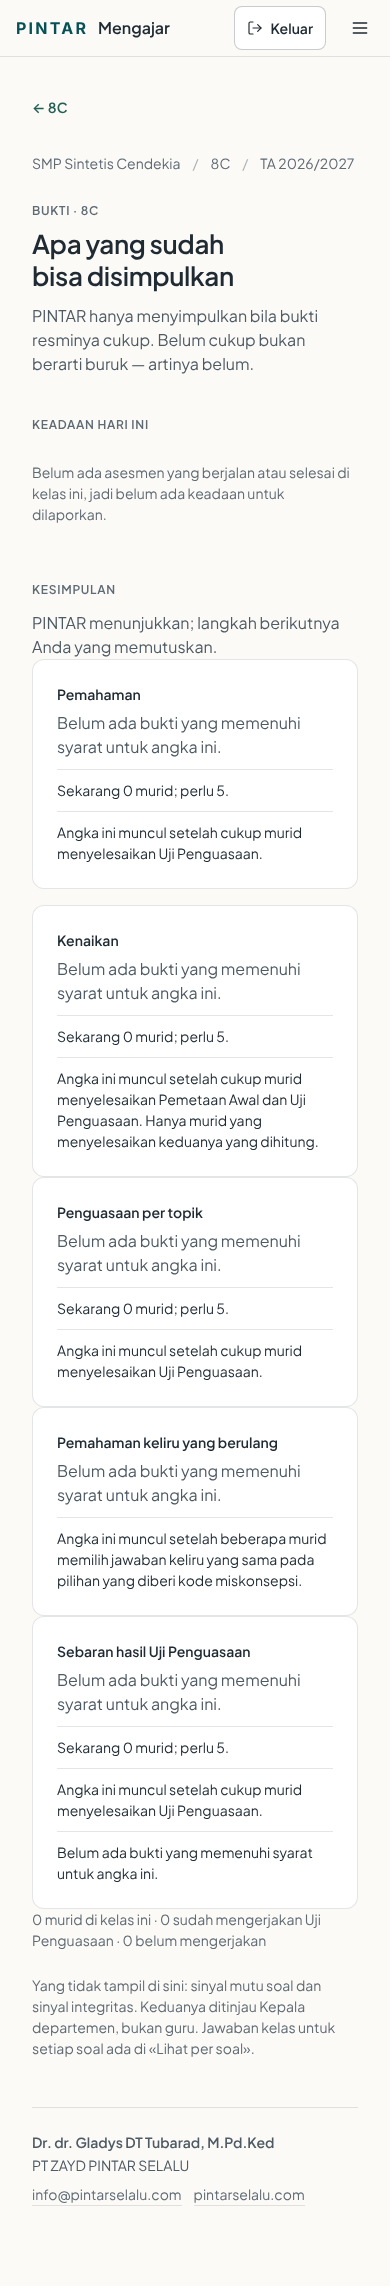 PINTAR Mengajar
Keluar
← 8C
SMP Sintetis Cendekia / 8C / TA 2026/2027
BUKTI · 8C
Apa yang sudah
bisa disimpulkan
PINTAR hanya menyimpulkan bila bukti
resminya cukup. Belum cukup bukan
berarti buruk — artinya belum.
KEADAAN HARI INI
Belum ada asesmen yang berjalan atau selesai di
kelas ini, jadi belum ada keadaan untuk
dilaporkan.
KESIMPULAN
PINTAR menunjukkan; langkah berikutnya
Anda yang memutuskan.
Pemahaman
Belum ada bukti yang memenuhi
syarat untuk angka ini.
Sekarang 0 murid; perlu 5.
Angka ini muncul setelah cukup murid
menyelesaikan Uji Penguasaan.
Kenaikan
Belum ada bukti yang memenuhi
syarat untuk angka ini.
Sekarang 0 murid; perlu 5.
Angka ini muncul setelah cukup murid
menyelesaikan Pemetaan Awal dan Uji
Penguasaan. Hanya murid yang
menyelesaikan keduanya yang dihitung.
Penguasaan per topik
Belum ada bukti yang memenuhi
syarat untuk angka ini.
Sekarang 0 murid; perlu 5.
Angka ini muncul setelah cukup murid
menyelesaikan Uji Penguasaan.
Pemahaman keliru yang berulang
Belum ada bukti yang memenuhi
syarat untuk angka ini.
Angka ini muncul setelah beberapa murid
memilih jawaban keliru yang sama pada
pilihan yang diberi kode miskonsepsi.
Sebaran hasil Uji Penguasaan
Belum ada bukti yang memenuhi
syarat untuk angka ini.
Sekarang 0 murid; perlu 5.
Angka ini muncul setelah cukup murid
menyelesaikan Uji Penguasaan.
Belum ada bukti yang memenuhi syarat
untuk angka ini.
0 murid di kelas ini · 0 sudah mengerjakan Uji
Penguasaan · 0 belum mengerjakan
Yang tidak tampil di sini: sinyal mutu soal dan
sinyal integritas. Keduanya ditinjau Kepala
departemen, bukan guru. Jawaban kelas untuk
setiap soal ada di «Lihat per soal».
Dr. dr. Gladys DT Tubarad, M.Pd.Ked
PT ZAYD PINTAR SELALU
info@pintarselalu.com pintarselalu.com